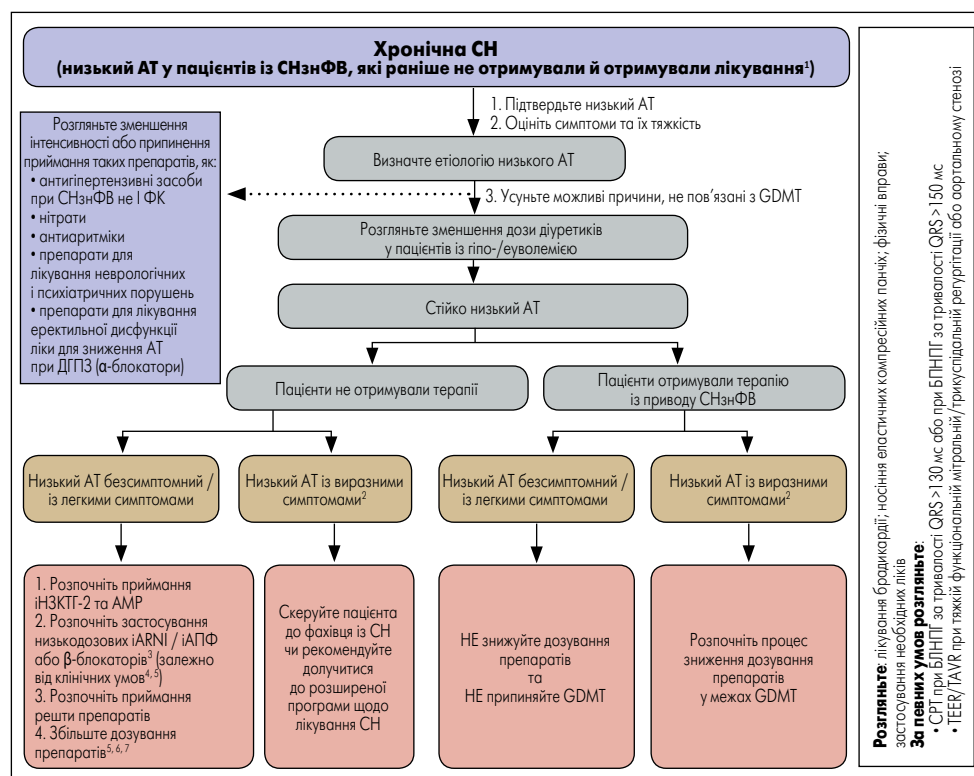 Хронічна СН
(низький АТ у пацієнтів із СНзнФВ, які раніше не отримували й отримували лікування¹)
1. Підтвердьте низький АТ
2. Оцініть симптоми та їх тяжкість
Розгляньте зменшення
інтенсивності або припинення
приймання таких препаратів, як:
• антигіпертензивні засоби
при СНзнФВ не І ФК
• нітрати
• антиаритміки
• препарати для
лікування неврологічних
і психіатричних порушень
• препарати для лікування
еректильної дисфункції
ліки для зниження АТ
при ДГПЗ (α-блокатори)
Визначте етіологію низького АТ
3. Усуньте можливі причини, не пов’язані з GDMT
Розгляньте зменшення дози діуретиків
у пацієнтів із гіпо-/еуволемією
Стійко низький АТ
Пацієнти не отримували терапії
Пацієнти отримували терапію
із приводу СНзнФВ
Низький АТ безсимптомний /
із легкими симптомами
Низький АТ із виразними
симптомами²
Низький АТ безсимптомний /
із легкими симптомами
Низький АТ із виразними
симптомами²
1. Розпочніть приймання
іНЗКТГ-2 та АМР
2. Розпочніть застосування
низькодозових іARNI / іАПФ
або β-блокаторів³ (залежно
від клінічних умов⁴, ⁵)
3. Розпочніть приймання
решти препаратів
4. Збільште дозування
препаратів⁵, ⁶, ⁷
Скеруйте пацієнта
до фахівця із СН
чи рекомендуйте
долучитися
до розширеної
програми щодо
лікування СН
НЕ знижуйте дозування
препаратів
та
НЕ припиняйте GDMT
Розпочніть процес
зниження дозування
препаратів
у межах GDMT
Розгляньте: лікування брадикардії; носіння еластичних компресійних панчіх; фізичні вправи;
застосування необхідних ліків
За певних умов розгляньте:
• СРТ при БЛНПГ за тривалості QRS >130 мс або при БПНПГ за тривалості QRS >150 мс
• TEER/TAVR при тяжкій функціональній мітральній/трикуспідальній регургітації або аортальному стенозі